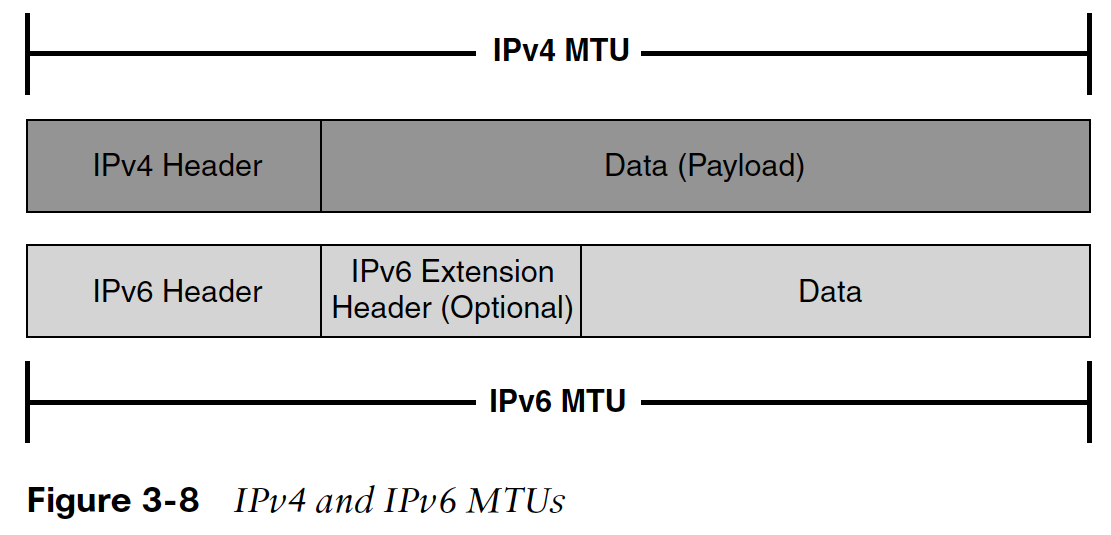 IPv4 MTU
IPv4 Header Data (Payload)
IPv6 Header IPv6 Extension Header (Optional) Data
IPv6 MTU
Figure 3-8 IPv4 and IPv6 MTUs